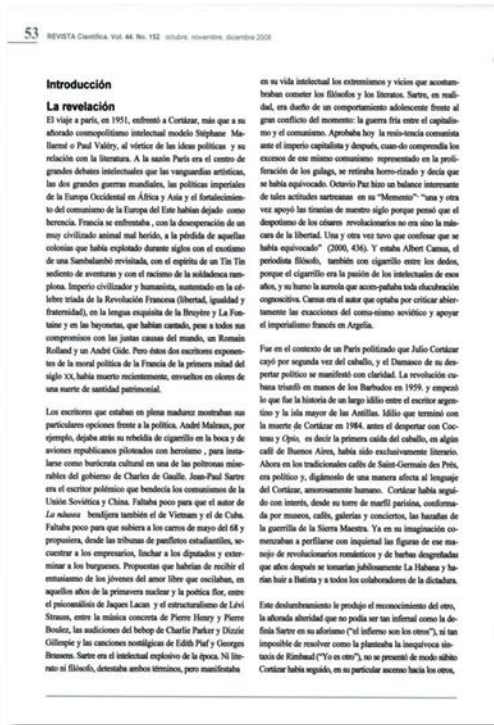 53 REVISTA Científica. Vol. 44. No. 152 octubre, noviembre, diciembre 2008
Introducción
La revelación
El viaje a parís, en 1951, enfrentó a Cortázar, más que a su
añorado cosmopolitismo intelectual modelo Stéphane Ma-
llarmé o Paul Valéry, al vórtice de las ideas políticas y su
relación con la literatura. A la sazón París era el centro de
grandes debates intelectuales que las vanguardias artísticas,
las dos grandes guerras mundiales, las políticas imperiales
de la Europa Occidental en África y Asia y el fortalecimien-
to del comunismo de la Europa del Este habían dejado como
herencia. Francia se enfrentaba , con la desesperación de un
muy civilizado animal mal herido, a la pérdida de aquellas
colonias que había explotado durante siglos con el exotismo
de una Sambalambó revisitada, con el espíritu de un Tin Tin
sediento de aventuras y con el racismo de la soldadesca ram-
plona. Imperio civilizador y humanista, sustentado en la cé-
lebre triada de la Revolución Francesa (libertad, igualdad y
fraternidad), en la lengua exquisita de la Bruyère y La Fon-
taine y en las bayonetas, que habían cantado, pese a todos sus
compromisos con las justas causas del mundo, un Romain
Rolland y un André Gide. Pero éstos dos escritores exponen-
tes de la moral política de la Francia de la primera mitad del
siglo XX, había muerto recientemente, envueltos en olores de
una suerte de santidad patrimonial.
Los escritores que estaban en plena madurez mostraban sus
particulares opciones frente a la política. André Malraux, por
ejemplo, dejaba atrás su rebeldía de cigarrillo en la boca y de
aviones republicanos piloteados con heroísmo , para insta-
larse como burócrata cultural en una de las poltronas mise-
rables del gobierno de Charles de Gaulle. Jean-Paul Sartre
era el escritor polémico que bendecía los comunismos de la
Unión Soviética y China. Faltaba poco para que el autor de
La náusea bendijera también el de Vietnam y el de Cuba.
Faltaba poco para que subiera a los carros de mayo del 68 y
propusiera, desde las tribunas de panfletos estudiantiles, se-
cuestrar a los empresarios, linchar a los diputados y exter-
minar a los burgueses. Propuestas que habrían de recibir el
entusiasmo de los jóvenes del amor libre que oscilaban, en
aquellos años de la primavera nuclear y la poética flor, entre
el psicoanálisis de Jaques Lacan y el estructuralismo de Lévi
Strauss, entre la música concreta de Pierre Henry y Pierre
Boulez, las audiciones del bebop de Charlie Parker y Dizzie
Gillespie y las canciones nostálgicas de Edith Piaf y Georges
Brassens. Sartre era el intelectual explosivo de la época. Ni lite-
rato ni filósofo, detestaba ambos términos, pero manifestaba
en su vida intelectual los extremismos y vicios que acostum-
braban cometer los filósofos y los literatos. Sartre, en reali-
dad, era dueño de un comportamiento adolescente frente al
gran conflicto del momento: la guerra fría entre el capitalis-
mo y el comunismo. Aprobaba hoy la resis-tencia comunista
ante el imperio capitalista y después, cuan-do comprendía los
excesos de ese mismo comunismo representado en la proli-
feración de los gulags, se retiraba horro-rizado y decía que
se había equivocado. Octavio Paz hizo un balance interesante
de tales actitudes sartreanas en su "Memento": "una y otra
vez apoyó las tiranías de nuestro siglo porque pensó que el
despotismo de los césares revolucionarios no era sino la más-
cara de la libertad. Una y otra vez tuvo que confesar que se
había equivocado" (2000, 436). Y estaba Albert Camus, el
periodista filósofo, también con cigarrillo entre los dedos,
porque el cigarrillo era la pasión de los intelectuales de esos
años, y su humo la aureola que acom-pañaba toda elucubración
cognoscitiva. Camus era el autor que optaba por criticar abier-
tamente las exacciones del comu-nismo soviético y apoyar
el imperialismo francés en Argelia.
Fue en el contexto de un París politizado que Julio Cortázar
cayó por segunda vez del caballo, y el Damasco de su des-
pertar político se manifestó con claridad. La revolución cu-
bana triunfó en manos de los Barbudos en 1959. y empezó
lo que fue la historia de un largo idilio entre el escritor argen-
tino y la isla mayor de las Antillas. Idilio que terminó con
la muerte de Cortázar en 1984. antes el despertar con Coc-
teau y Opio, es decir la primera caída del caballo, en algún
café de Buenos Aires, había sido exclusivamente literario.
Ahora en los tradicionales cafés de Saint-Germain des Prés,
era político y, digámoslo de una manera afecta al lenguaje
del Cortázar, amorosamente humano. Cortázar había segui-
do con interés, desde su torre de marfil parisina, conforma-
da por museos, cafés, galerías y conciertos, las hazañas de
la guerrilla de la Sierra Maestra. Ya en su imaginación co-
menzaban a perfilarse con inquietud las figuras de ese ma-
nojo de revolucionarios románticos y de barbas desgreñadas
que años después se tomarían jubilosamente La Habana y ha-
rían huir a Batista y a todos los colaboradores de la dictadura.
Este deslumbramiento le produjo el reconocimiento del otro,
la añorada alteridad que no podía ser tan infernal como la de-
finía Sartre en su aforismo ("el infierno son los otros"), ni tan
imposible de resolver como la planteaba la inequívoca sin-
taxis de Rimbaud ("Yo es otro"), no se presentó de modo súbito
Cortázar había seguido, en su particular ascenso hacia los otros,